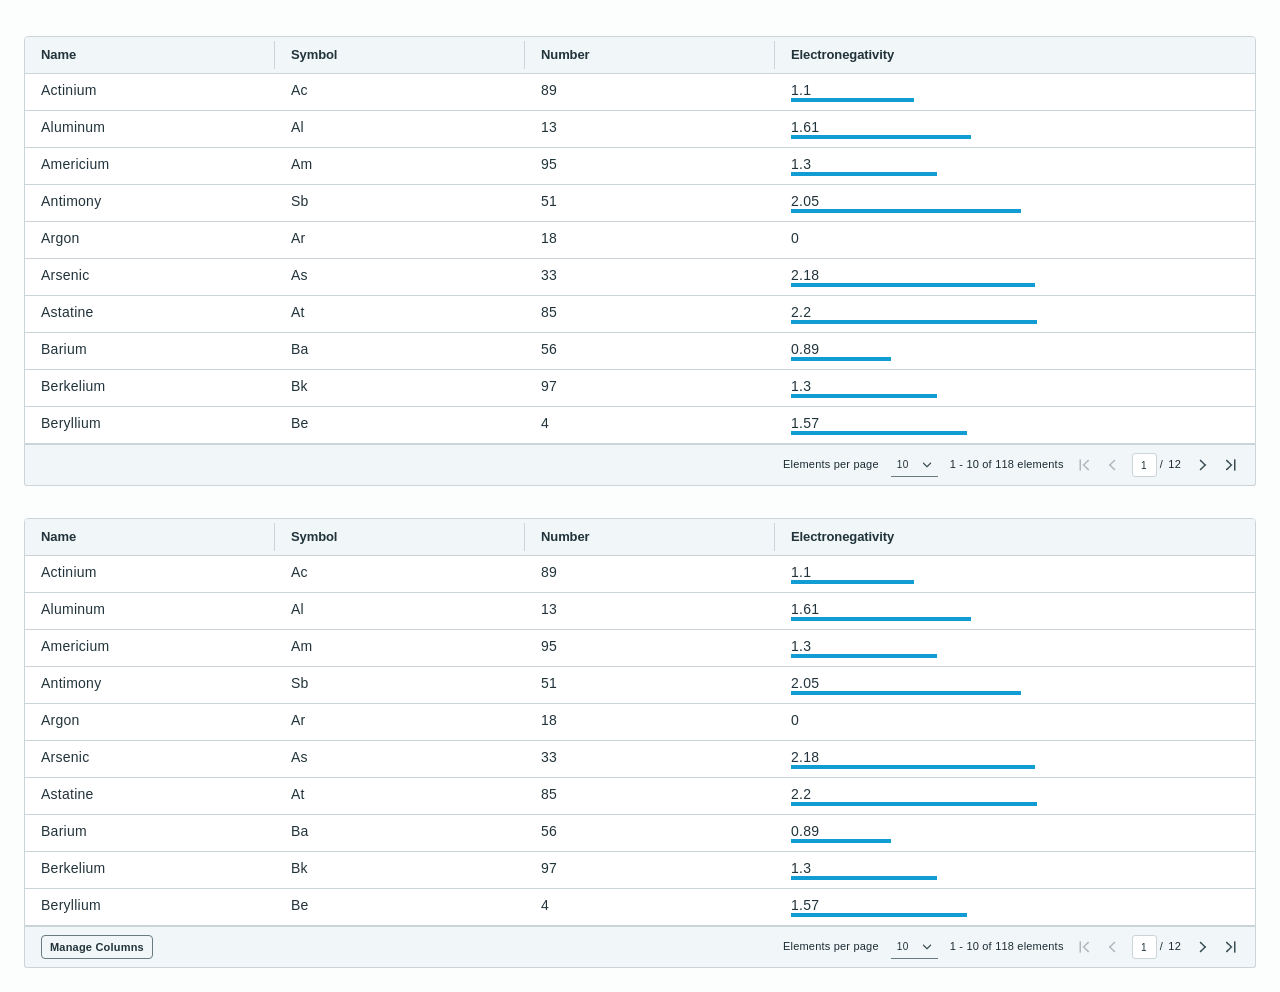 Name Symbol Number Electronegativity
Actinium Ac 89 1.1
Aluminum Al 13 1.61
Americium Am 95 1.3
Antimony Sb 51 2.05
Argon Ar 18 0
Arsenic As 33 2.18
Astatine At 85 2.2
Barium Ba 56 0.89
Berkelium Bk 97 1.3
Beryllium Be 4 1.57
Elements per page 10 1 - 10 of 118 elements 1 / 12
Name Symbol Number Electronegativity
Actinium Ac 89 1.1
Aluminum Al 13 1.61
Americium Am 95 1.3
Antimony Sb 51 2.05
Argon Ar 18 0
Arsenic As 33 2.18
Astatine At 85 2.2
Barium Ba 56 0.89
Berkelium Bk 97 1.3
Beryllium Be 4 1.57
Manage Columns Elements per page 10 1 - 10 of 118 elements 1 / 12